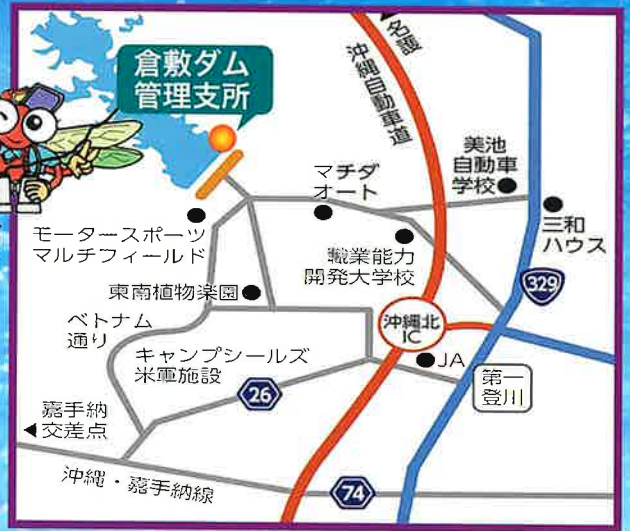 倉敷ダム
管理支所
名護
沖縄自動車道
美池
自動車
学校
マチダ
オート
三和
ハウス
モータースポーツ
マルチフィールド
職業能力
開発大学校
329
東南植物楽園
沖縄北
IC
ベトナム
通り
キャンプシールズ
米軍施設
JA
第一
登川
26
嘉手納
交差点
沖縄・嘉手納線
74